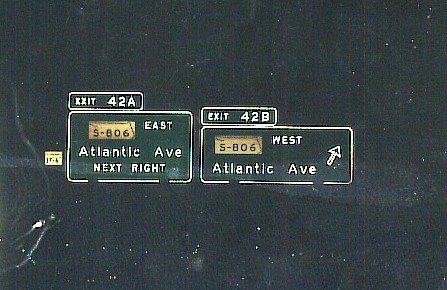 EXIT 42A
S-806 EAST
Atlantic Ave
NEXT RIGHT
EXIT 42B
S-806 WEST
Atlantic Ave